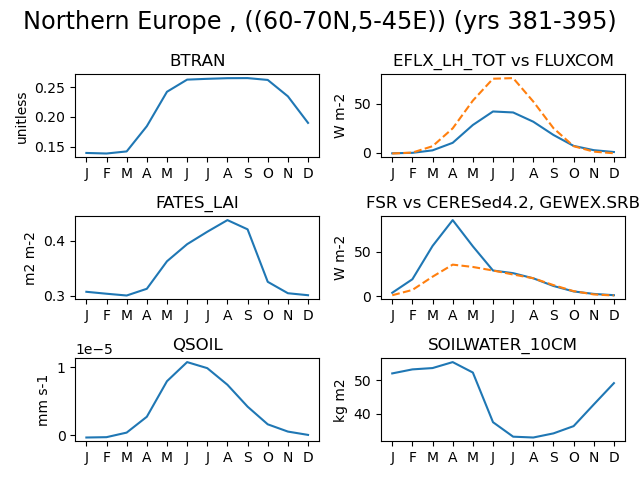 Northern Europe , ((60-70N,5-45E)) (yrs 381-395)
BTRAN
unitless
0.25
0.20
0.15
J F M A M J J A S O N D
EFLX_LH_TOT vs FLUXCOM
W m-2
50
0
J F M A M J J A S O N D
FATES_LAI
m2 m-2
0.4
0.3
J F M A M J J A S O N D
FSR vs CERESed4.2, GEWEX.SRB
W m-2
50
0
J F M A M J J A S O N D
QSOIL
1e−5
mm s-1
1
0
J F M A M J J A S O N D
SOILWATER_10CM
kg m2
50
40
J F M A M J J A S O N D